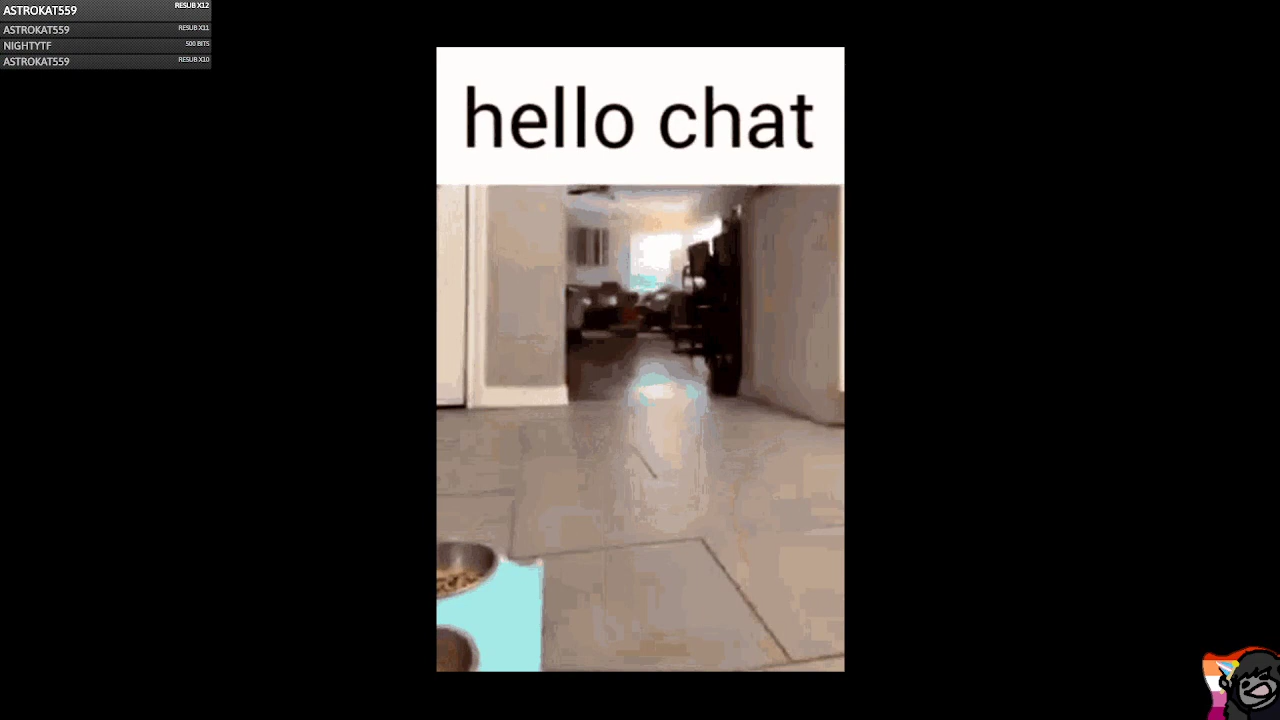 ASTROKAT559 RESUB X12
ASTROKAT559 RESUB X11
NIGHTYTF 500 BITS
ASTROKAT559 RESUB X10
hello chat